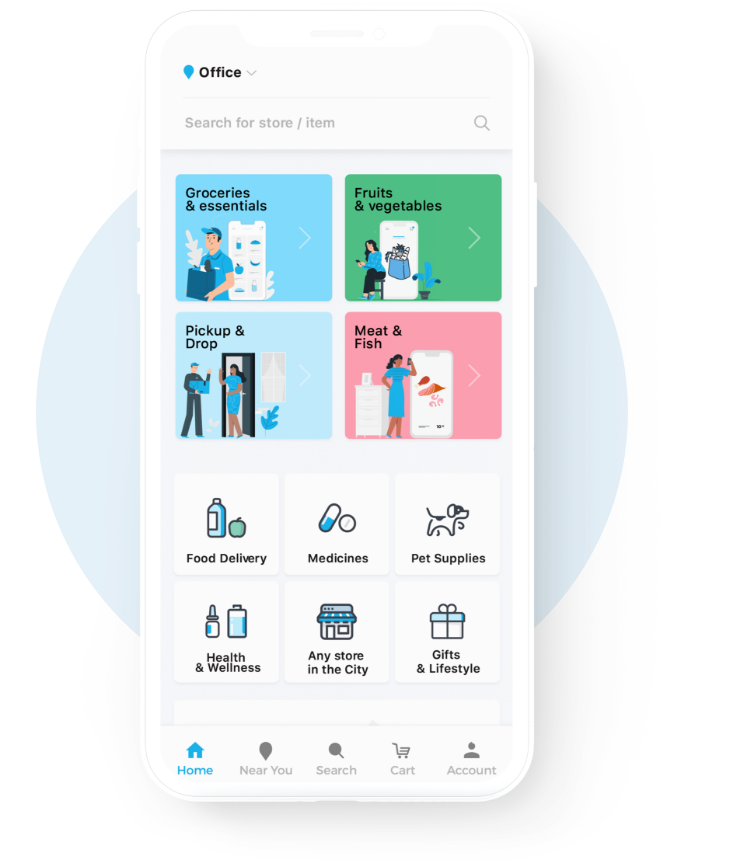 Office
Search for store / item
Groceries
& essentials
Fruits
& vegetables
Pickup &
Drop
Meat &
Fish
Food Delivery
Medicines
Pet Supplies
Health
& Wellness
Any store
in the City
Gifts
& Lifestyle
Home
Near You
Search
Cart
Account